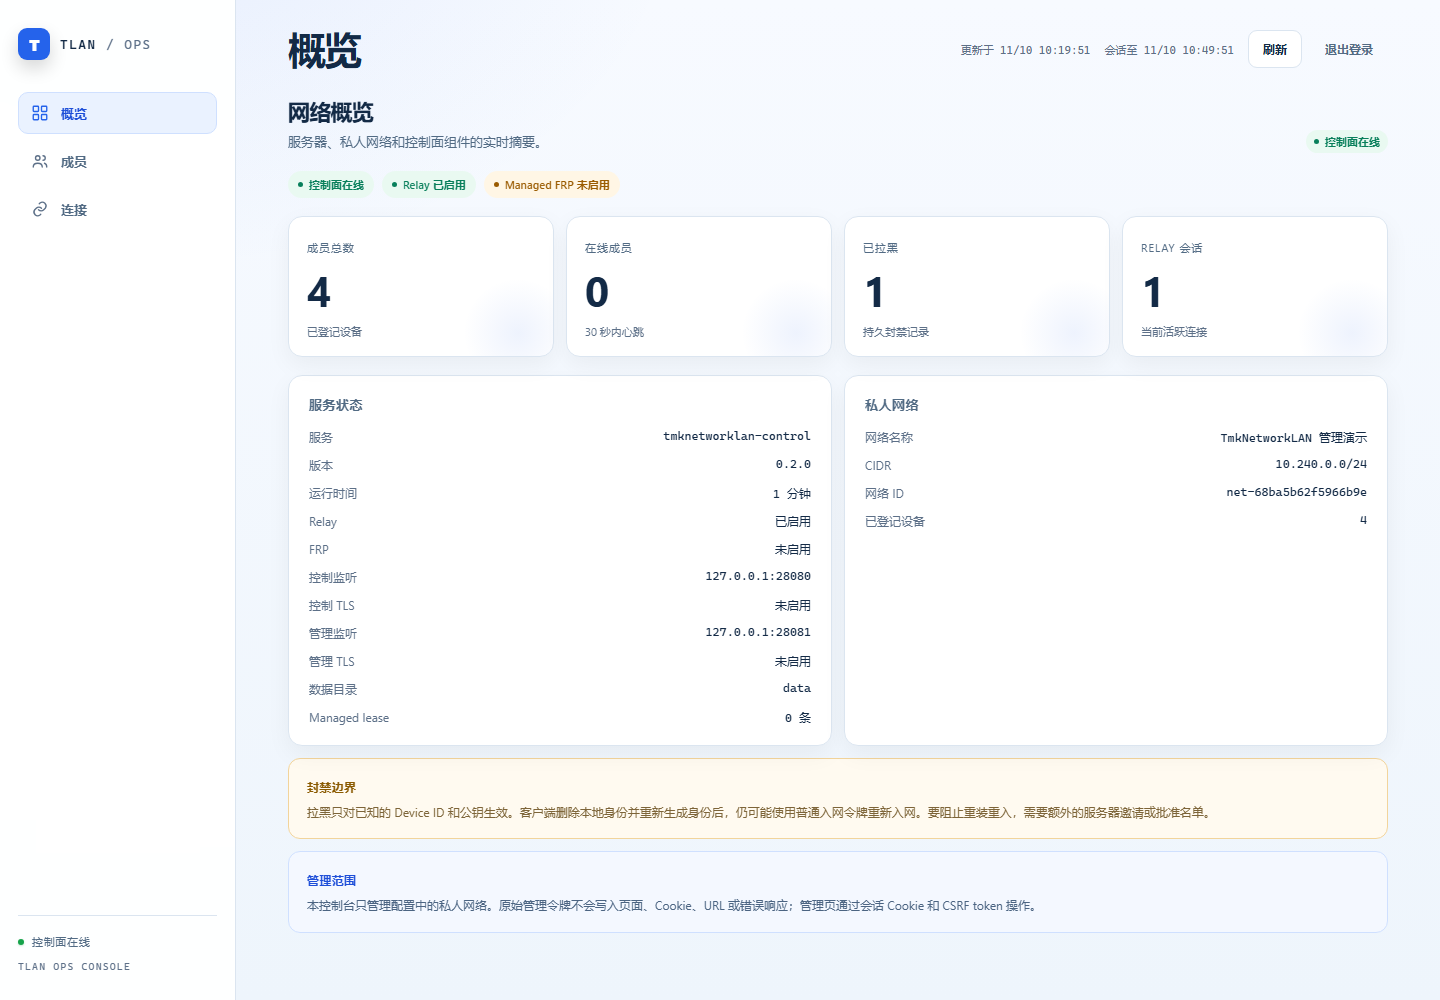 T TLAN / OPS
概览
成员
连接
控制面在线
TLAN OPS CONSOLE
概览
更新于 11/10 10:19:51 会话至 11/10 10:49:51 刷新 退出登录
网络概览
服务器、私人网络和控制面组件的实时摘要。
控制面在线
控制面在线 Relay 已启用 Managed FRP 未启用
成员总数
4
已登记设备
在线成员
0
30 秒内心跳
已拉黑
1
持久封禁记录
RELAY 会话
1
当前活跃连接
服务状态
服务 tmknetworklan-control
版本 0.2.0
运行时间 1 分钟
Relay 已启用
FRP 未启用
控制监听 127.0.0.1:28080
控制 TLS 未启用
管理监听 127.0.0.1:28081
管理 TLS 未启用
数据目录 data
Managed lease 0 条
私人网络
网络名称 TmkNetworkLAN 管理演示
CIDR 10.240.0.0/24
网络 ID net-68ba5b62f5966b9e
已登记设备 4
封禁边界
拉黑只对已知的 Device ID 和公钥生效。客户端删除本地身份并重新生成身份后，仍可能使用普通入网令牌重新入网。要阻止重装重入，需要额外的服务器邀请或批准名单。
管理范围
本控制台只管理配置中的私人网络。原始管理令牌不会写入页面、Cookie、URL 或错误响应；管理页通过会话 Cookie 和 CSRF token 操作。